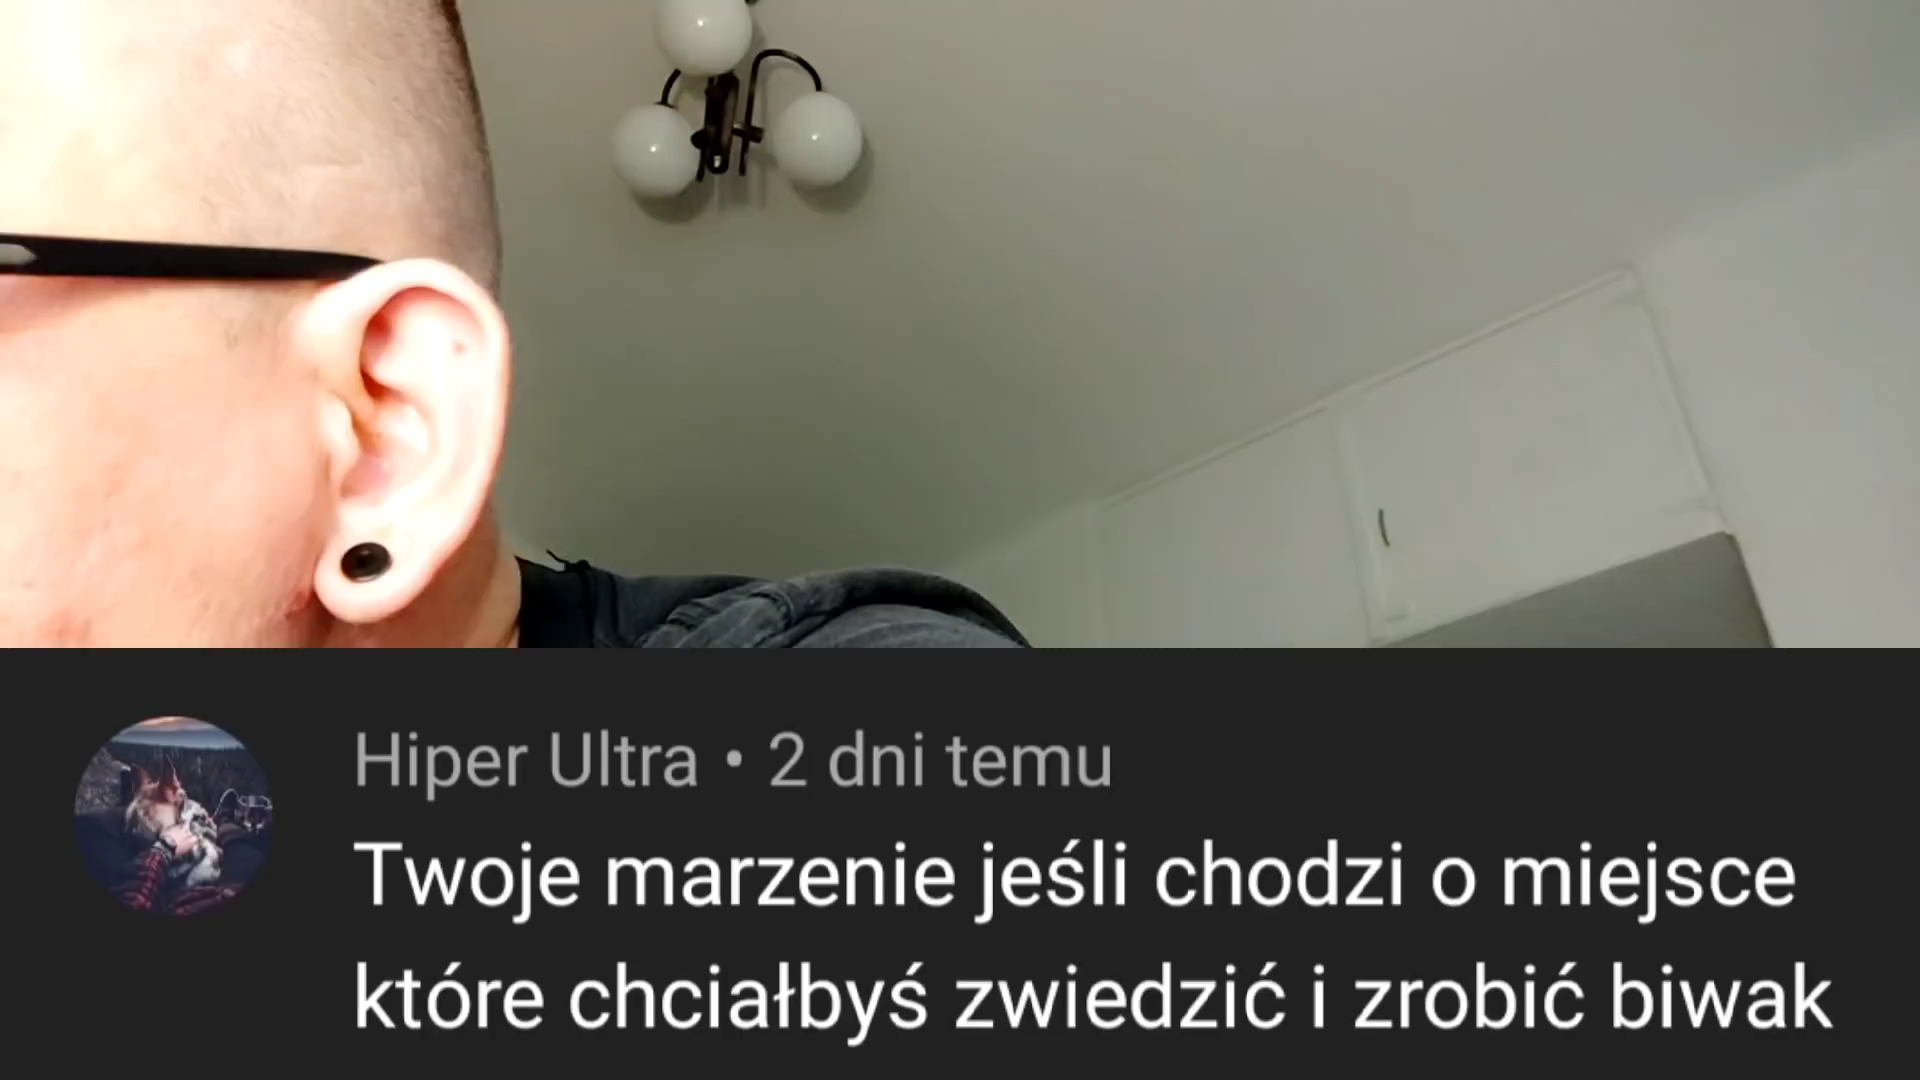 Hiper Ultra • 2 dni temu
Twoje marzenie jeśli chodzi o miejsce
które chciałbyś zwiedzić i zrobić biwak